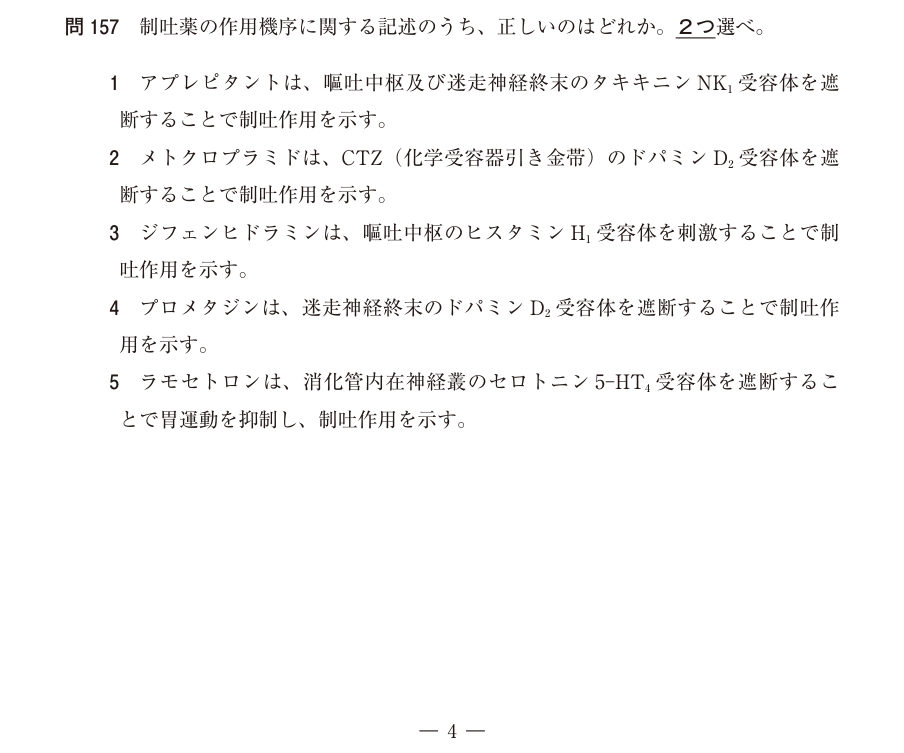 問 157 制吐薬の作用機序に関する記述のうち、正しいのはどれか。2つ選べ。
1 アプレピタントは、嘔吐中枢及び迷走神経終末のタキキニン NK₁ 受容体を遮
断することで制吐作用を示す。
2 メトクロプラミドは、CTZ（化学受容器引き金帯）のドパミン D₂ 受容体を遮
断することで制吐作用を示す。
3 ジフェンヒドラミンは、嘔吐中枢のヒスタミン H₁ 受容体を刺激することで制
吐作用を示す。
4 プロメタジンは、迷走神経終末のドパミン D₂ 受容体を遮断することで制吐作
用を示す。
5 ラモセトロンは、消化管内在神経叢のセロトニン 5-HT₄ 受容体を遮断するこ
とで胃運動を抑制し、制吐作用を示す。
— 4 —